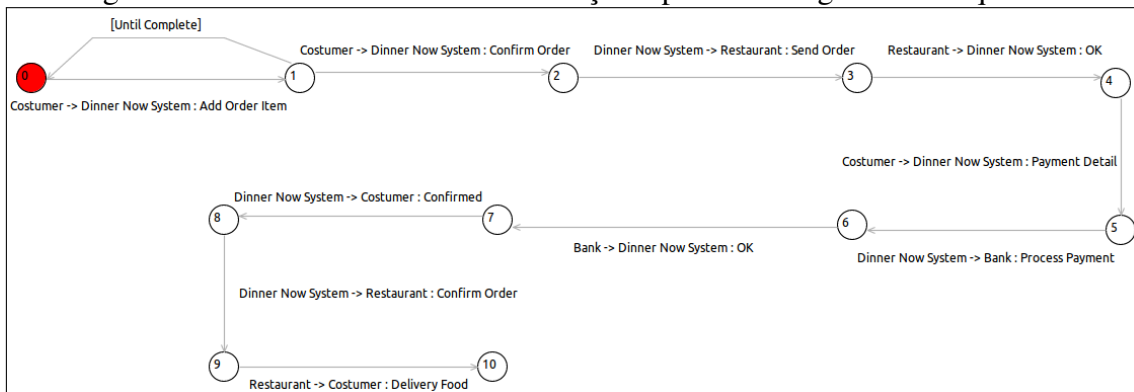 [Until Complete]
Costumer -> Dinner Now System : Confirm Order
Dinner Now System -> Restaurant : Send Order
Restaurant -> Dinner Now System : OK
0
1
2
3
4
Costumer -> Dinner Now System : Add Order Item
Costumer -> Dinner Now System : Payment Detail
Dinner Now System -> Costumer : Confirmed
8
7
6
5
Bank -> Dinner Now System : OK
Dinner Now System -> Bank : Process Payment
Dinner Now System -> Restaurant : Confirm Order
9
10
Restaurant -> Costumer : Delivery Food